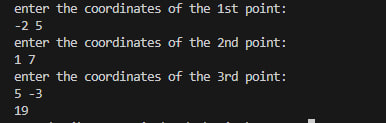 enter the coordinates of the 1st point:
-2 5
enter the coordinates of the 2nd point:
1 7
enter the coordinates of the 3rd point:
5 -3
19